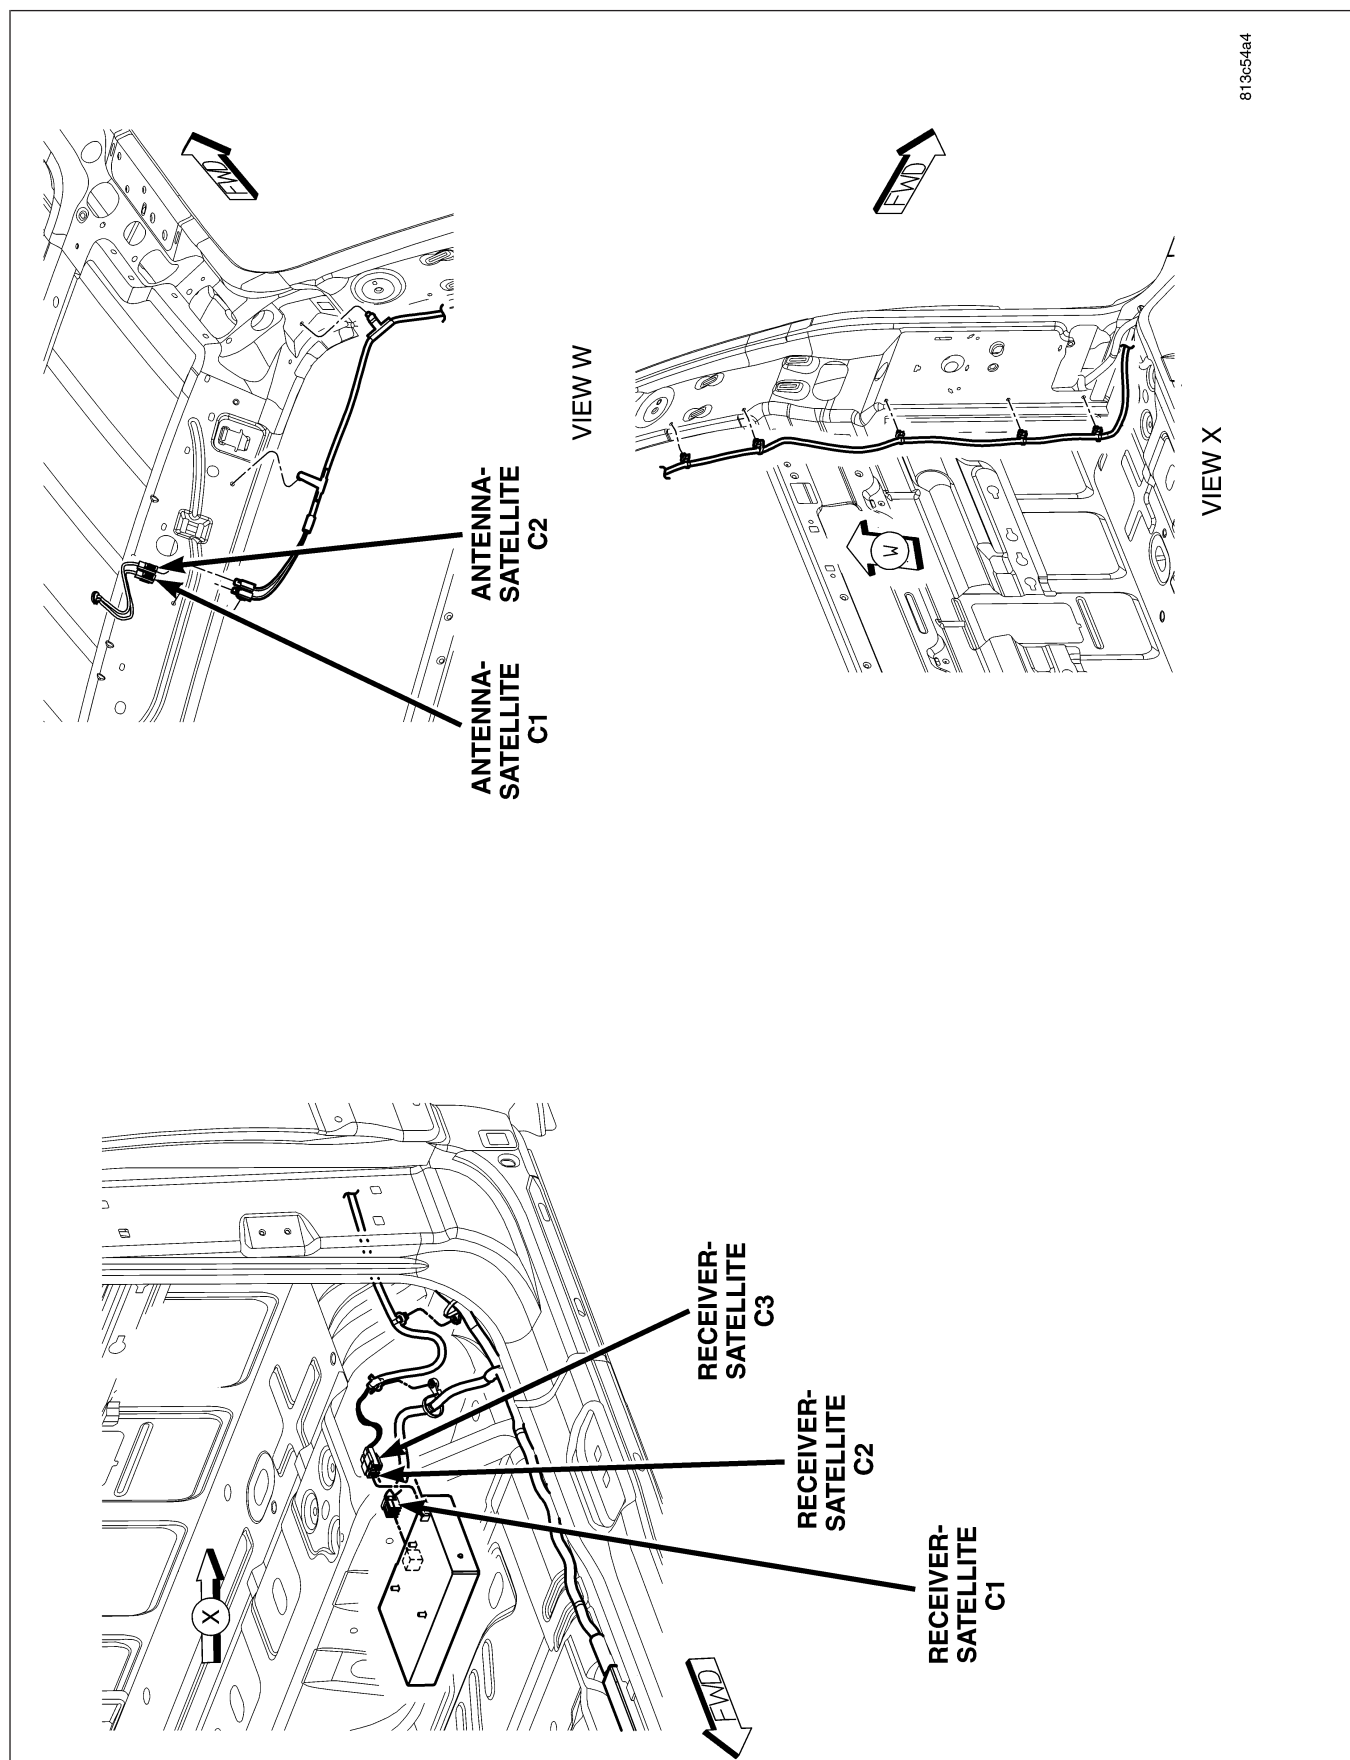 813c54a4
FWD
FWD
VIEW W
ANTENNA-
SATELLITE
C2
ANTENNA-
SATELLITE
C1
W
VIEW X
RECEIVER-
SATELLITE
C3
RECEIVER-
SATELLITE
C2
RECEIVER-
SATELLITE
C1
X
FWD